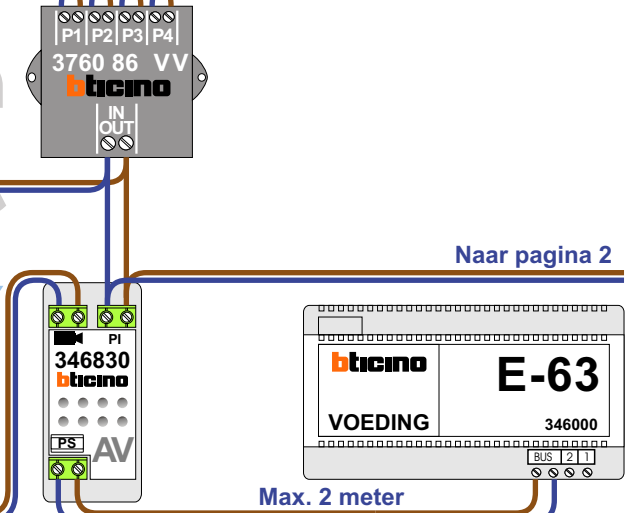 P1 P2 P3 P4
3760 86 VV
bticino
IN
OUT
Naar pagina 2
PI
346830
bticino
PS
AV
bticino
E-63
VOEDING
346000
BUS 2 1
Max. 2 meter